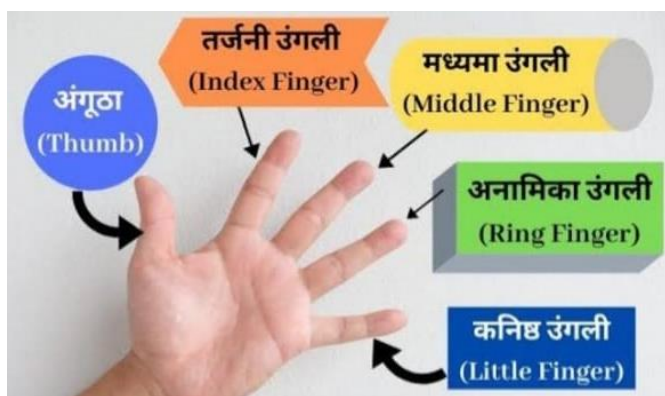 अंगूठा
(Thumb)
तर्जनी उंगली
(Index Finger)
मध्यमा उंगली
(Middle Finger)
अनामिका उंगली
(Ring Finger)
कनिष्ठ उंगली
(Little Finger)